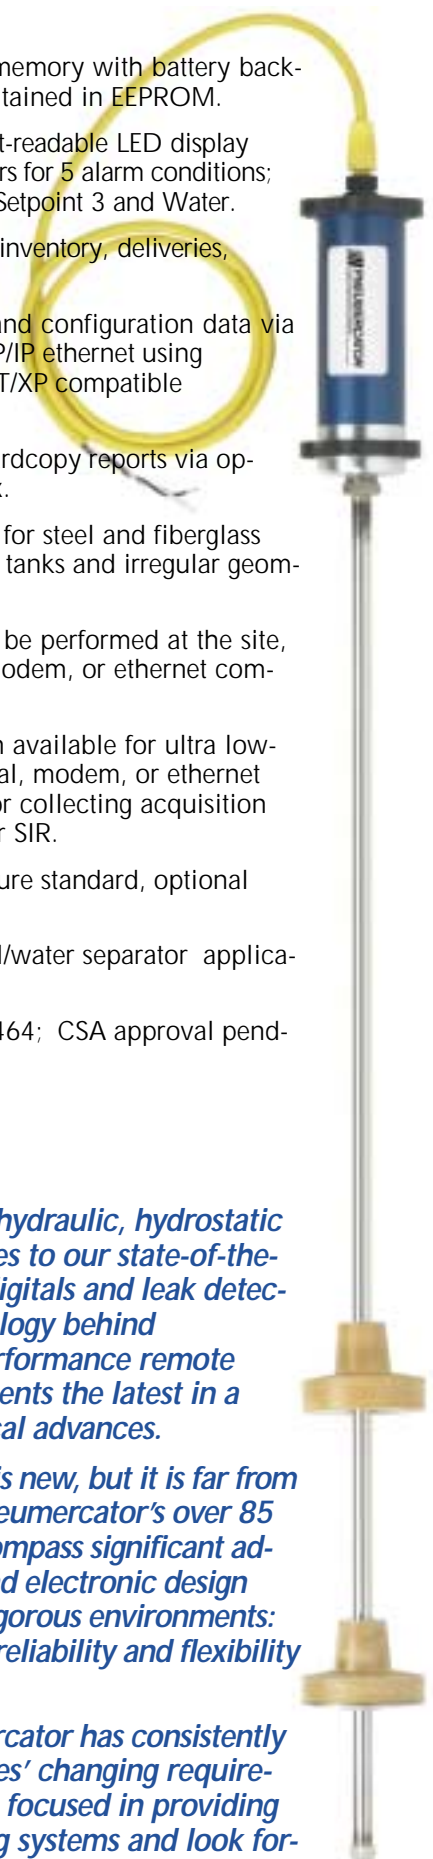 memory with battery back-
tained in EEPROM.
t-readable LED display
rs for 5 alarm conditions;
Setpoint 3 and Water.
inventory, deliveries,
and configuration data via
P/IP ethernet using
T/XP compatible
rdcopy reports via op-
x.
for steel and fiberglass
tanks and irregular geom-
be performed at the site,
odem, or ethernet com-
n available for ultra low-
al, modem, or ethernet
or collecting acquisition
r SIR.
ure standard, optional
l/water separator applica-
464; CSA approval pend-
PNEUMERCATOR
hydraulic, hydrostatic
es to our state-of-the-
digitals and leak detec-
ology behind
erformance remote
ents the latest in a
cal advances.
is new, but it is far from
eumercator's over 85
ompass significant ad-
nd electronic design
gorous environments:
reliability and flexibility
rcator has consistently
es' changing require-
focused in providing
g systems and look for-